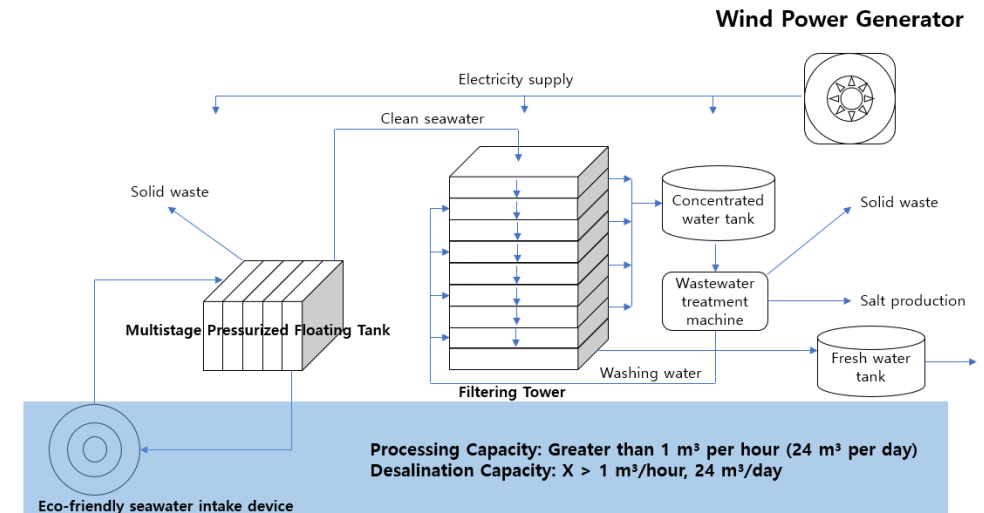 Wind Power Generator
Electricity supply
Clean seawater
Solid waste
Concentrated
water tank
Solid waste
Wastewater
treatment
machine
Salt production
Multistage Pressurized Floating Tank
Fresh water
tank
Washing water
Filtering Tower
Processing Capacity: Greater than 1 m³ per hour (24 m³ per day)
Desalination Capacity: X > 1 m³/hour, 24 m³/day
Eco-friendly seawater intake device